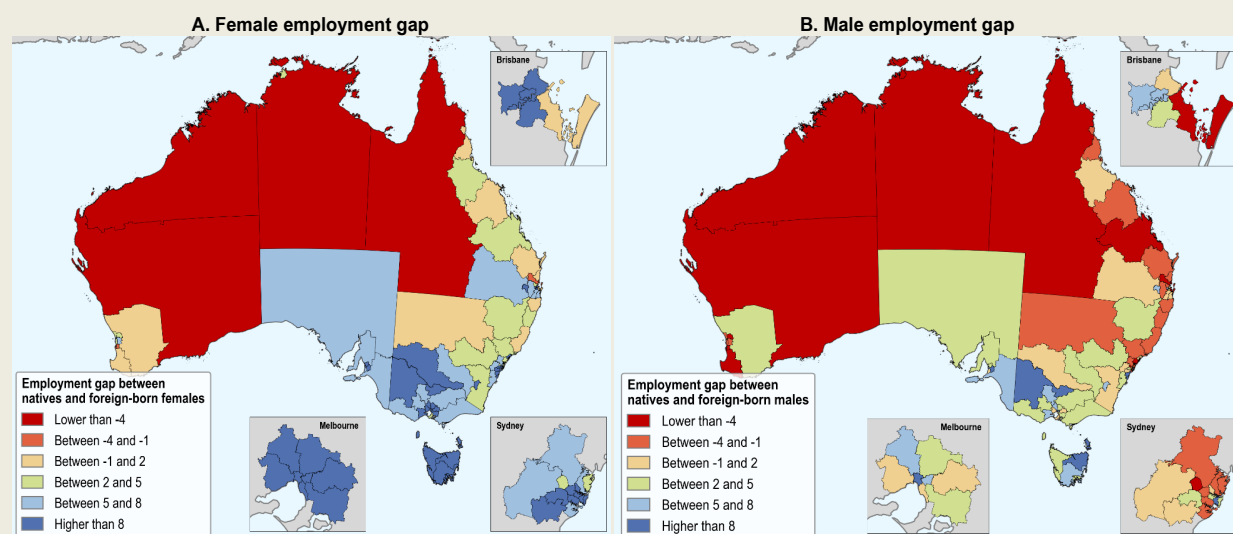 A. Female employment gap
Brisbane
Employment gap between
natives and foreign-born females
Lower than -4
Between -4 and -1
Between -1 and 2
Between 2 and 5
Between 5 and 8
Higher than 8
Melbourne
Sydney
B. Male employment gap
Brisbane
Employment gap between
natives and foreign-born males
Lower than -4
Between -4 and -1
Between -1 and 2
Between 2 and 5
Between 5 and 8
Higher than 8
Melbourne
Sydney